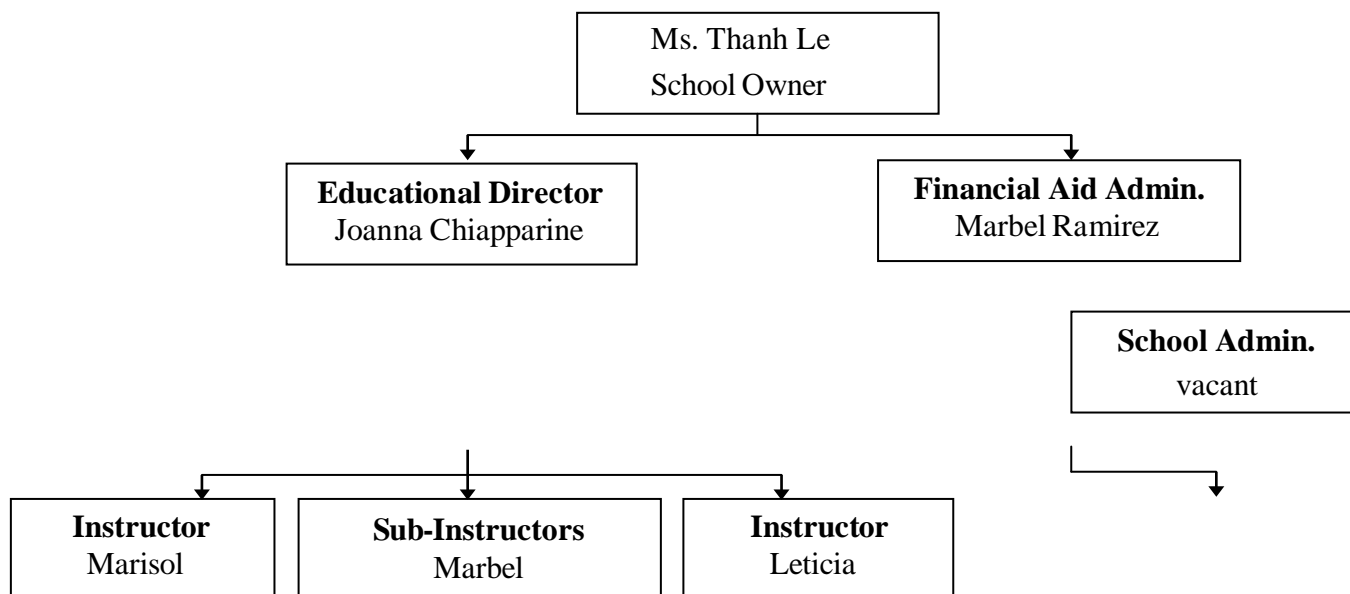 Ms. Thanh Le
School Owner
Educational Director
Joanna Chiapparine
Financial Aid Admin.
Marbel Ramirez
School Admin.
vacant
Instructor
Marisol
Sub-Instructors
Marbel
Instructor
Leticia